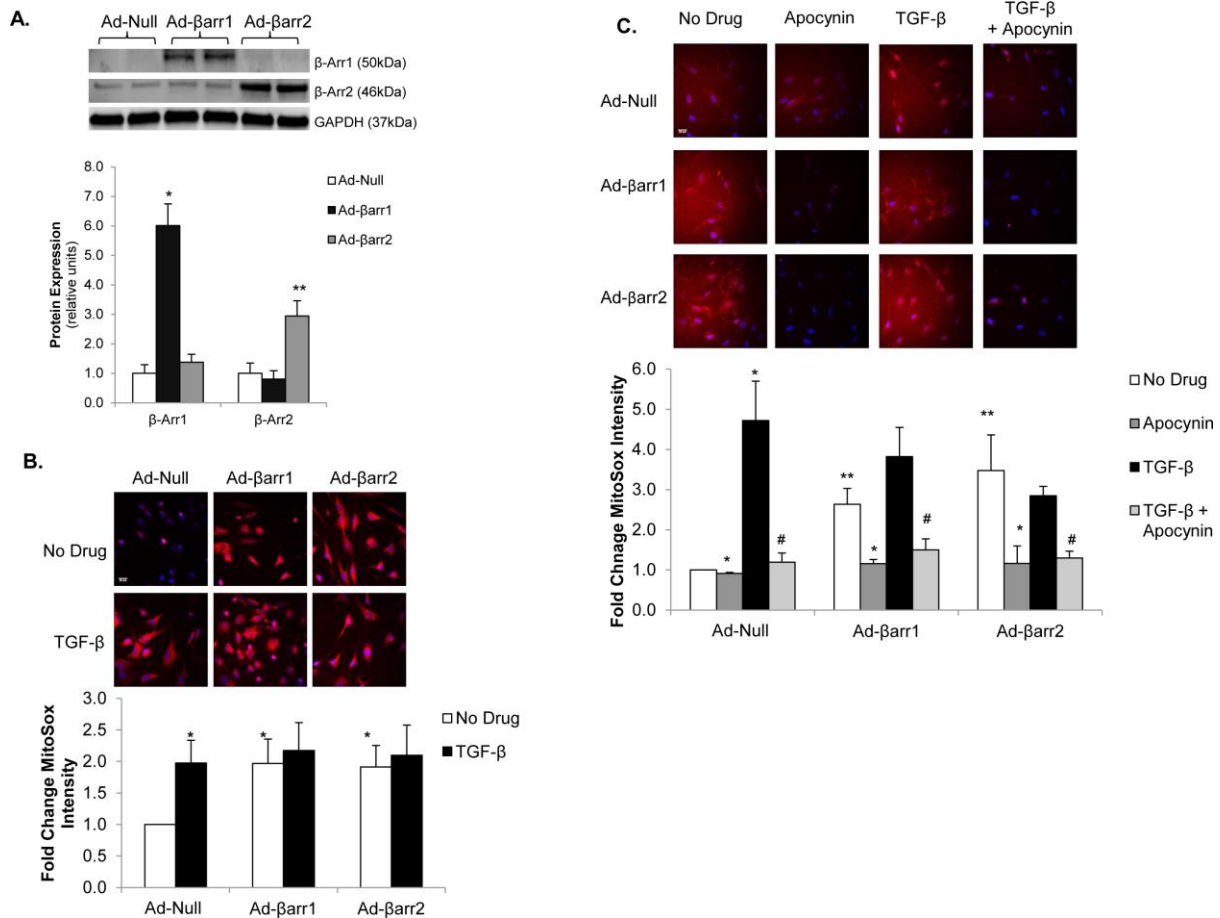 A.
Ad-Null Ad-βarr1 Ad-βarr2
β-Arr1 (50kDa)
β-Arr2 (46kDa)
GAPDH (37kDa)
8.0
7.0
6.0
5.0
4.0
3.0
2.0
1.0
0.0
Protein Expression
(relative units)
*
**
Ad-Null
Ad-βarr1
Ad-βarr2
β-Arr1 β-Arr2
B.
Ad-Null Ad-βarr1 Ad-βarr2
No Drug
TGF-β
3.0
2.5
2.0
1.5
1.0
0.5
0.0
Fold Change MitoSox
Intensity
* * *
No Drug
TGF-β
Ad-Null Ad-βarr1 Ad-βarr2
C.
No Drug Apocynin TGF-β TGF-β
+ Apocynin
Ad-Null
Ad-βarr1
Ad-βarr2
6.0
5.0
4.0
3.0
2.0
1.0
0.0
Fold Chnage MitoSox Intensity
* * #
** * #
** * #
No Drug
Apocynin
TGF-β
TGF-β +
Apocynin
Ad-Null Ad-βarr1 Ad-βarr2